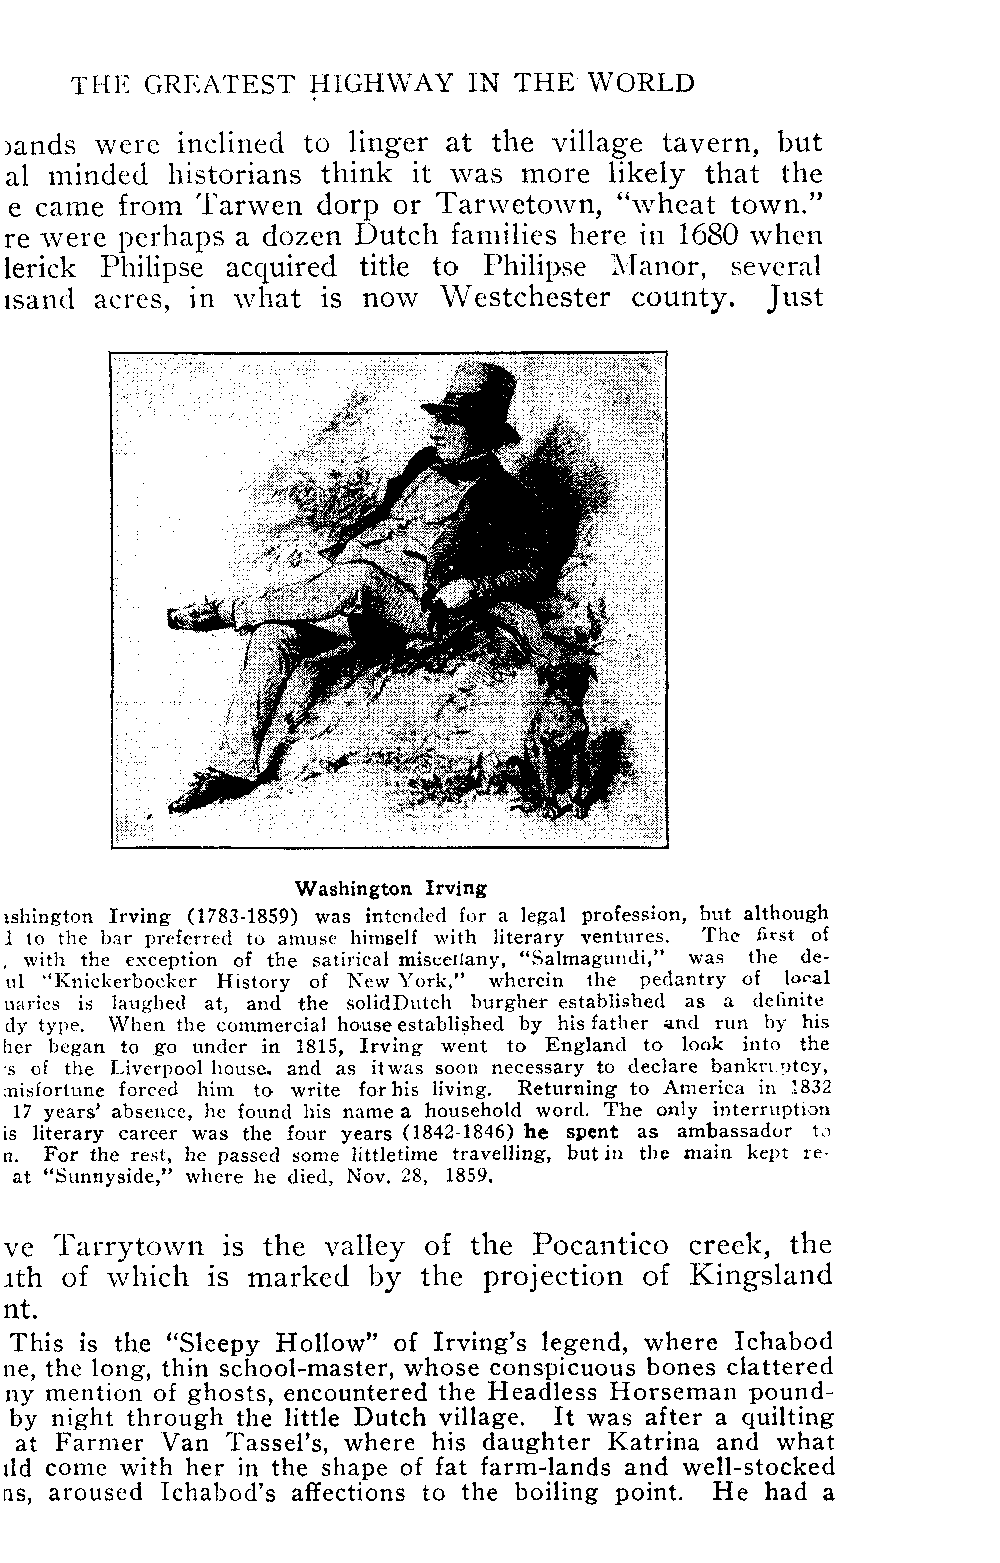 THE GREATEST HIGHWAY IN THE WORLD
ands were inclined to linger at the village tavern, but
al minded historians think it was more likely that the
e came from Tarwen dorp or Tarwetown, “wheat town.”
re were perhaps a dozen Dutch families here in 1680 when
lerick Philipse acquired title to Philipse Manor, several
sand acres, in what is now Westchester county. Just
Washington Irving
shington Irving (1783-1859) was intended for a legal profession, but although
l to the bar preferred to amuse himself with literary ventures. The first of
, with the exception of the satirical miscellany, “Salmagundi,” was the de-
ul “Knickerbocker History of New York,” wherein the pedantry of local
uaries is laughed at, and the solidDutch burgher established as a definite
dy type. When the commercial house established by his father and run by his
her began to go under in 1815, Irving went to England to look into the
s of the Liverpool house, and as itwas soon necessary to declare bankruptcy,
misfortune forced him to write for his living. Returning to America in 1832
17 years’ absence, he found his name a household word. The only interruption
is literary career was the four years (1842-1846) he spent as ambassador to
n. For the rest, he passed some littletime travelling, but in the main kept re-
at “Sunnyside,” where he died, Nov. 28, 1859.
ve Tarrytown is the valley of the Pocantico creek, the
th of which is marked by the projection of Kingsland
nt.
This is the “Sleepy Hollow” of Irving’s legend, where Ichabod
ne, the long, thin school-master, whose conspicuous bones clattered
ny mention of ghosts, encountered the Headless Horseman pound-
by night through the little Dutch village. It was after a quilting
at Farmer Van Tassel’s, where his daughter Katrina and what
ld come with her in the shape of fat farm-lands and well-stocked
ns, aroused Ichabod’s affections to the boiling point. He had a